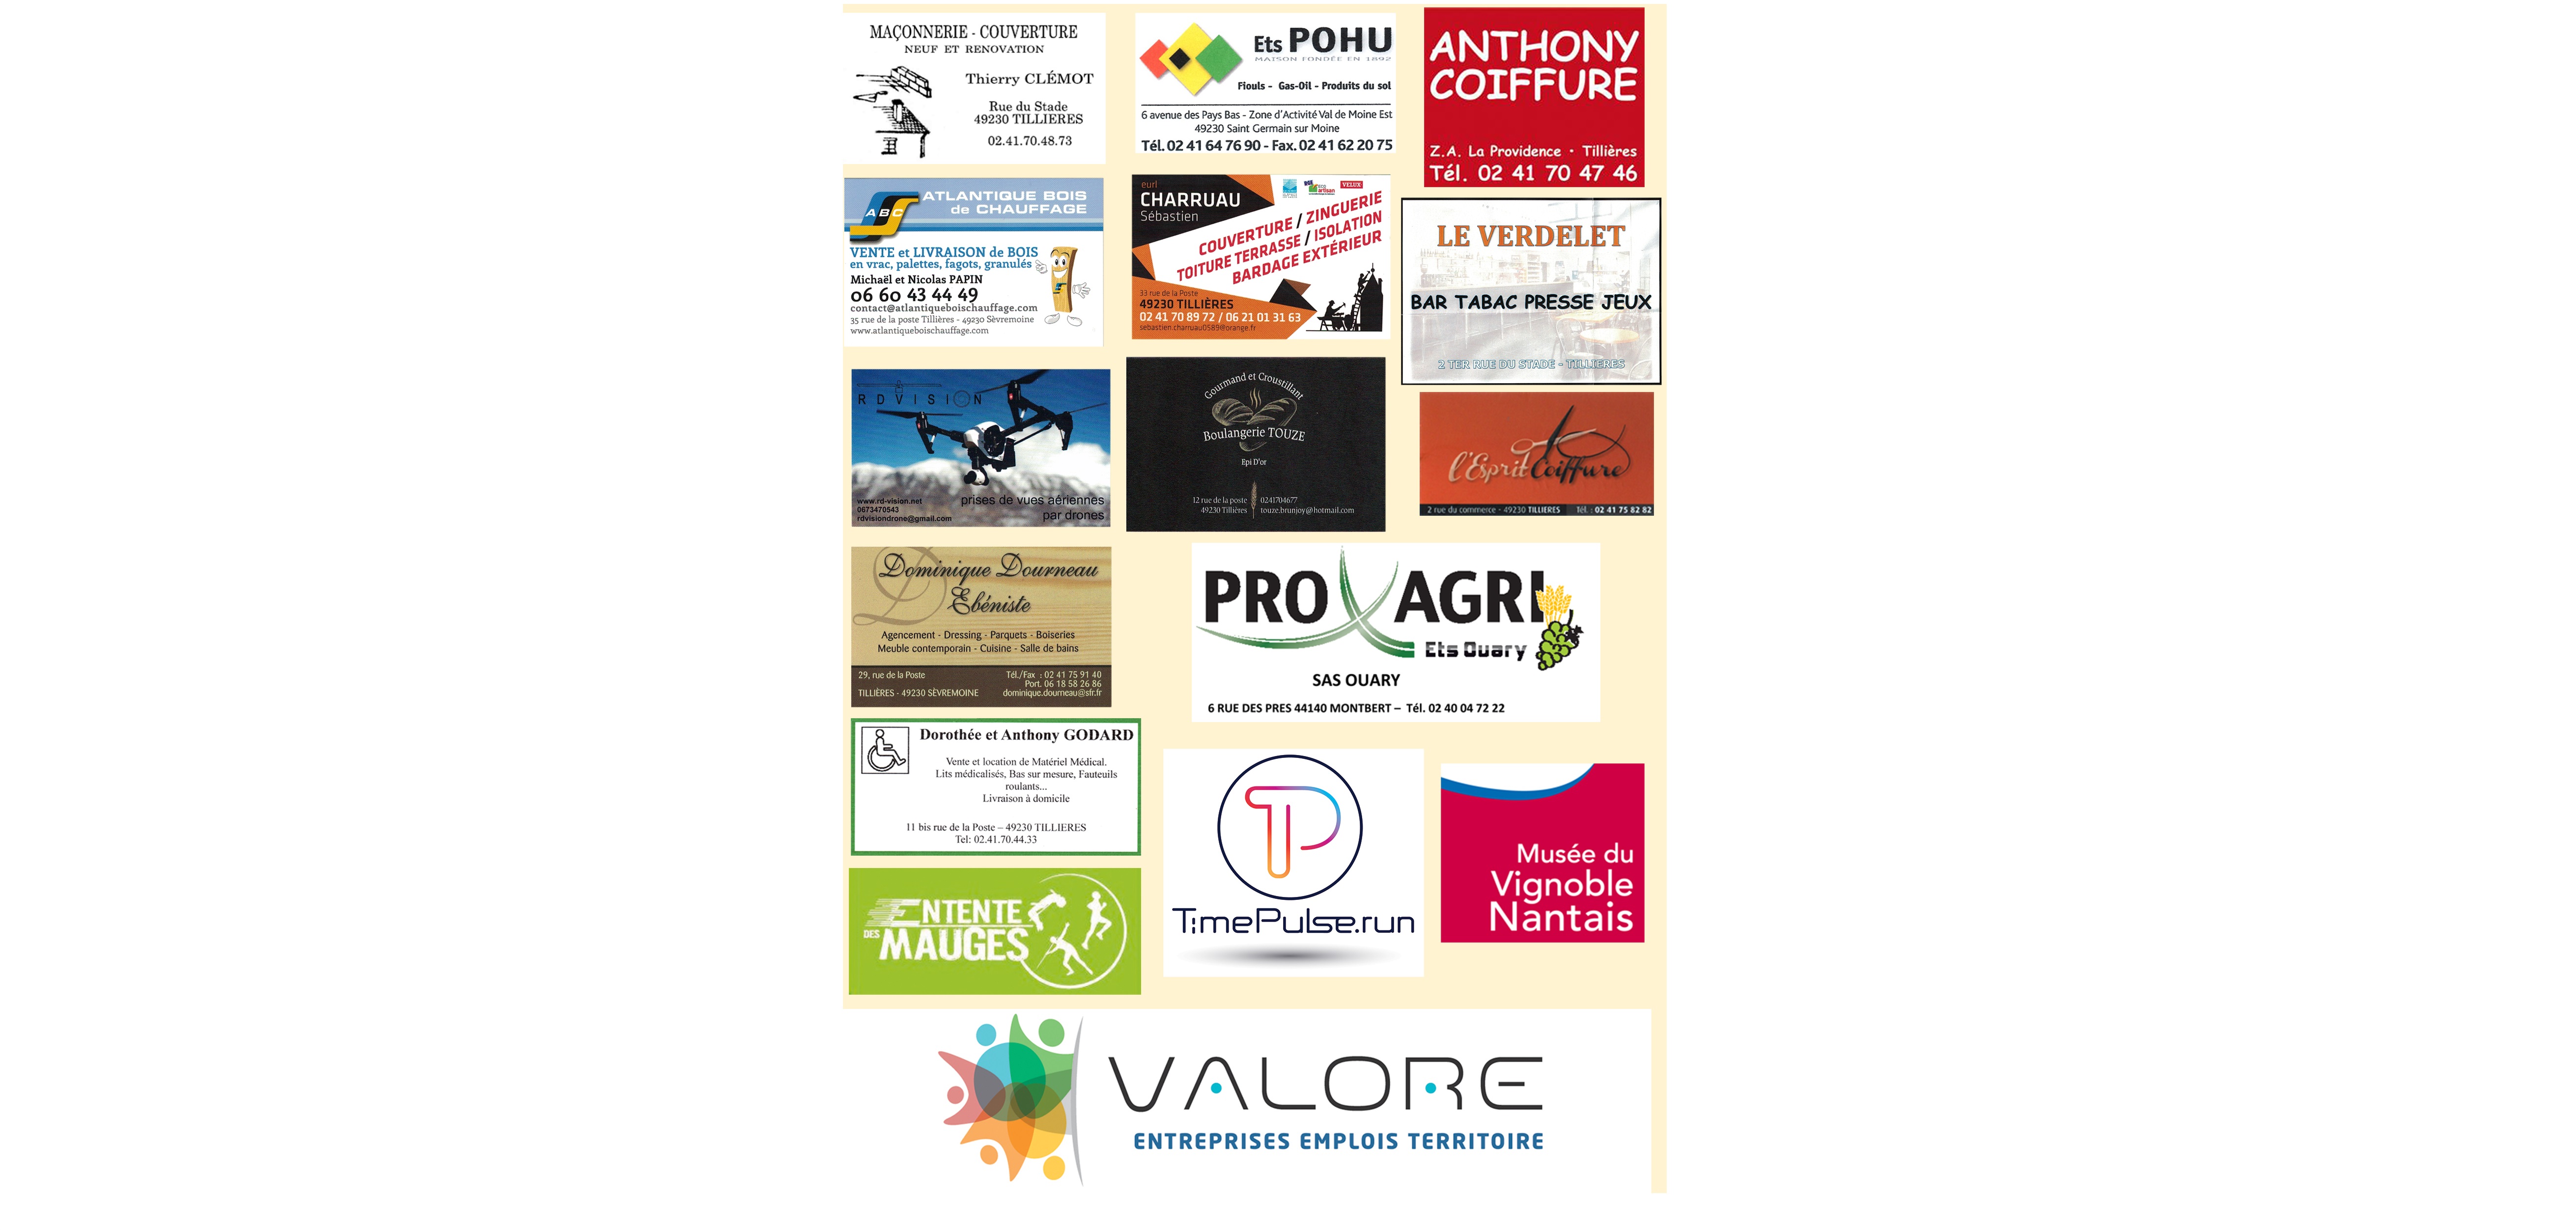 MAÇONNERIE - COUVERTURE
NEUF ET RENOVATION
Thierry CLÉMOT
Rue du Stade
49230 TILLIERES
02.41.70.48.73
Ets POHU
MAISON FONDÉE EN 1892
Fiouls - Gas-Oil - Produits du sol
6 avenue des Pays Bas - Zone d'Activité Val de Moine Est
49230 Saint Germain sur Moine
Tél. 02 41 64 76 90 - Fax. 02 41 62 20 75
ANTHONY
COIFFURE
Z.A. La Providence • Tillières
Tél. 02 41 70 47 46
ABC
ATLANTIQUE BOIS
de CHAUFFAGE
VENTE et LIVRAISON de BOIS
en vrac, palettes, fagots, granulés
Michaël et Nicolas PAPIN
06 60 43 44 49
contact@atlantiqueboischauffage.com
35 rue de la poste Tillières - 49230 Sèvremoine
www.atlantiqueboischauffage.com
eurl
CHARRUAU
Sébastien
artisan
VELUX
COUVERTURE / ZINGUERIE
TOITURE TERRASSE / ISOLATION
BARDAGE EXTÉRIEUR
33 rue de la Poste
49230 TILLIÈRES
02 41 70 89 72 / 06 21 01 31 63
sebastien.charruau0589@orange.fr
LE VERDELET
BAR TABAC PRESSE JEUX
2 TER RUE DU STADE - TILLIERES
RDVISION
www.rd-vision.net
0673470543
rdvisiondrone@gmail.com
prises de vues aériennes
par drones
Gourmand et Croustillant
Boulangerie TOUZE
Epi D'or
12 rue de la poste
49230 Tillières
0241704677
touze.brunjoy@hotmail.com
l'Esprit Coiffure
2 rue du commerce - 49230 TILLIERES Tél. : 02 41 75 82 82
Dominique Dourneau
Ebéniste
Agencement - Dressing - Parquets - Boiseries
Meuble contemporain - Cuisine - Salle de bains
29, rue de la Poste
TILLIÈRES - 49230 SÈVREMOINE
Tél./Fax : 02 41 75 91 40
Port. 06 18 58 26 86
dominique.dourneau@sfr.fr
PRO AGRI
Ets Ouary
SAS OUARY
6 RUE DES PRES 44140 MONTBERT – Tél. 02 40 04 72 22
Dorothée et Anthony GODARD
Vente et location de Matériel Médical.
Lits médicalisés, Bas sur mesure, Fauteuils
roulants...
Livraison à domicile
11 bis rue de la Poste – 49230 TILLIERES
Tel: 02.41.70.44.33
TimePulse.run
Musée du
Vignoble
Nantais
ENTENTE
DES MAUGES
VALORE
ENTREPRISES EMPLOIS TERRITOIRE